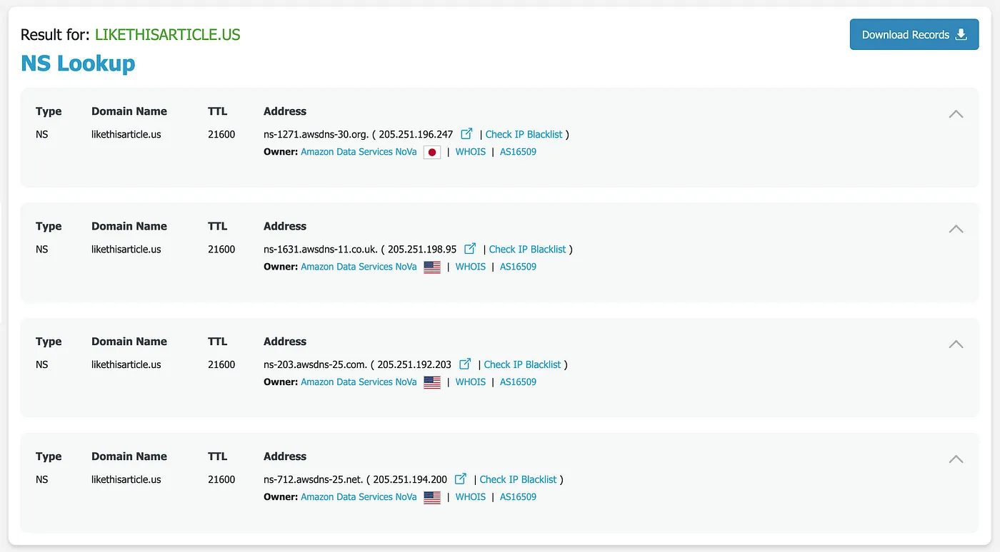 Result for: LIKETHISARTICLE.US
Download Records
NS Lookup
Type Domain Name TTL Address
NS likethisarticle.us 21600 ns-1271.awsdns-30.org. ( 205.251.196.247 | Check IP Blacklist )
Owner: Amazon Data Services NoVa | WHOIS | AS16509
Type Domain Name TTL Address
NS likethisarticle.us 21600 ns-1631.awsdns-11.co.uk. ( 205.251.198.95 | Check IP Blacklist )
Owner: Amazon Data Services NoVa | WHOIS | AS16509
Type Domain Name TTL Address
NS likethisarticle.us 21600 ns-203.awsdns-25.com. ( 205.251.192.203 | Check IP Blacklist )
Owner: Amazon Data Services NoVa | WHOIS | AS16509
Type Domain Name TTL Address
NS likethisarticle.us 21600 ns-712.awsdns-25.net. ( 205.251.194.200 | Check IP Blacklist )
Owner: Amazon Data Services NoVa | WHOIS | AS16509